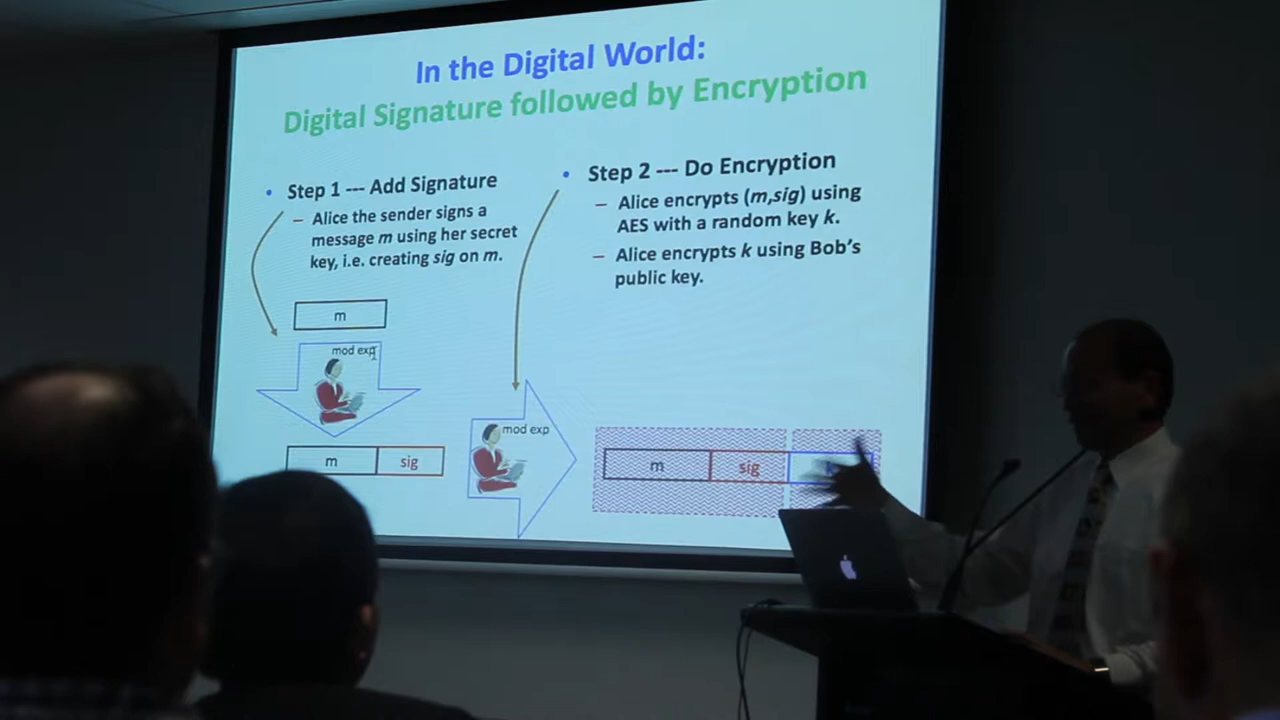 In the Digital World:
Digital Signature followed by Encryption
• Step 1 --- Add Signature
– Alice the sender signs a
message m using her secret
key, i.e. creating sig on m.
• Step 2 --- Do Encryption
– Alice encrypts (m,sig) using
AES with a random key k.
– Alice encrypts k using Bob's
public key.
m
mod exp
m sig
mod exp
m sig